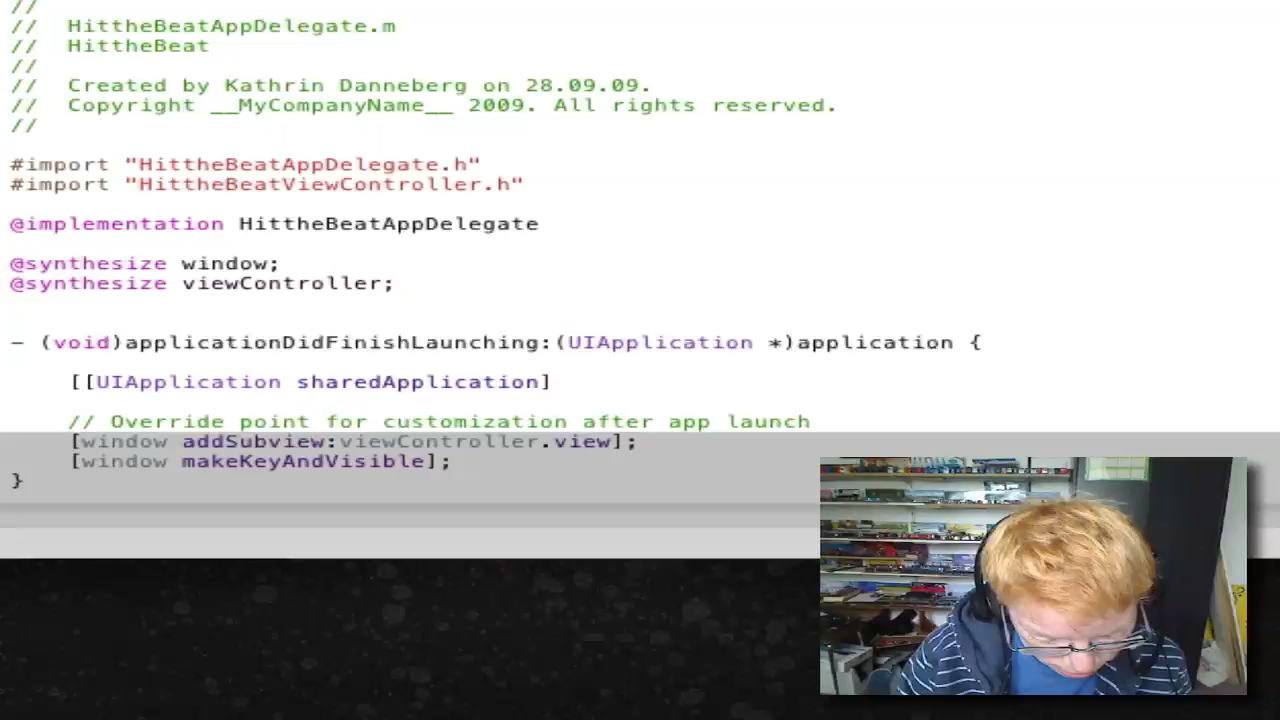 //
//  HittheBeatAppDelegate.m
//  HittheBeat
//
//  Created by Kathrin Danneberg on 28.09.09.
//  Copyright __MyCompanyName__ 2009. All rights reserved.
//
#import "HittheBeatAppDelegate.h"
#import "HittheBeatViewController.h"
@implementation HittheBeatAppDelegate
@synthesize window;
@synthesize viewController;
- (void)applicationDidFinishLaunching:(UIApplication *)application {
[[UIApplication sharedApplication]
// Override point for customization after app launch
[window addSubview:viewController.view];
[window makeKeyAndVisible];
}